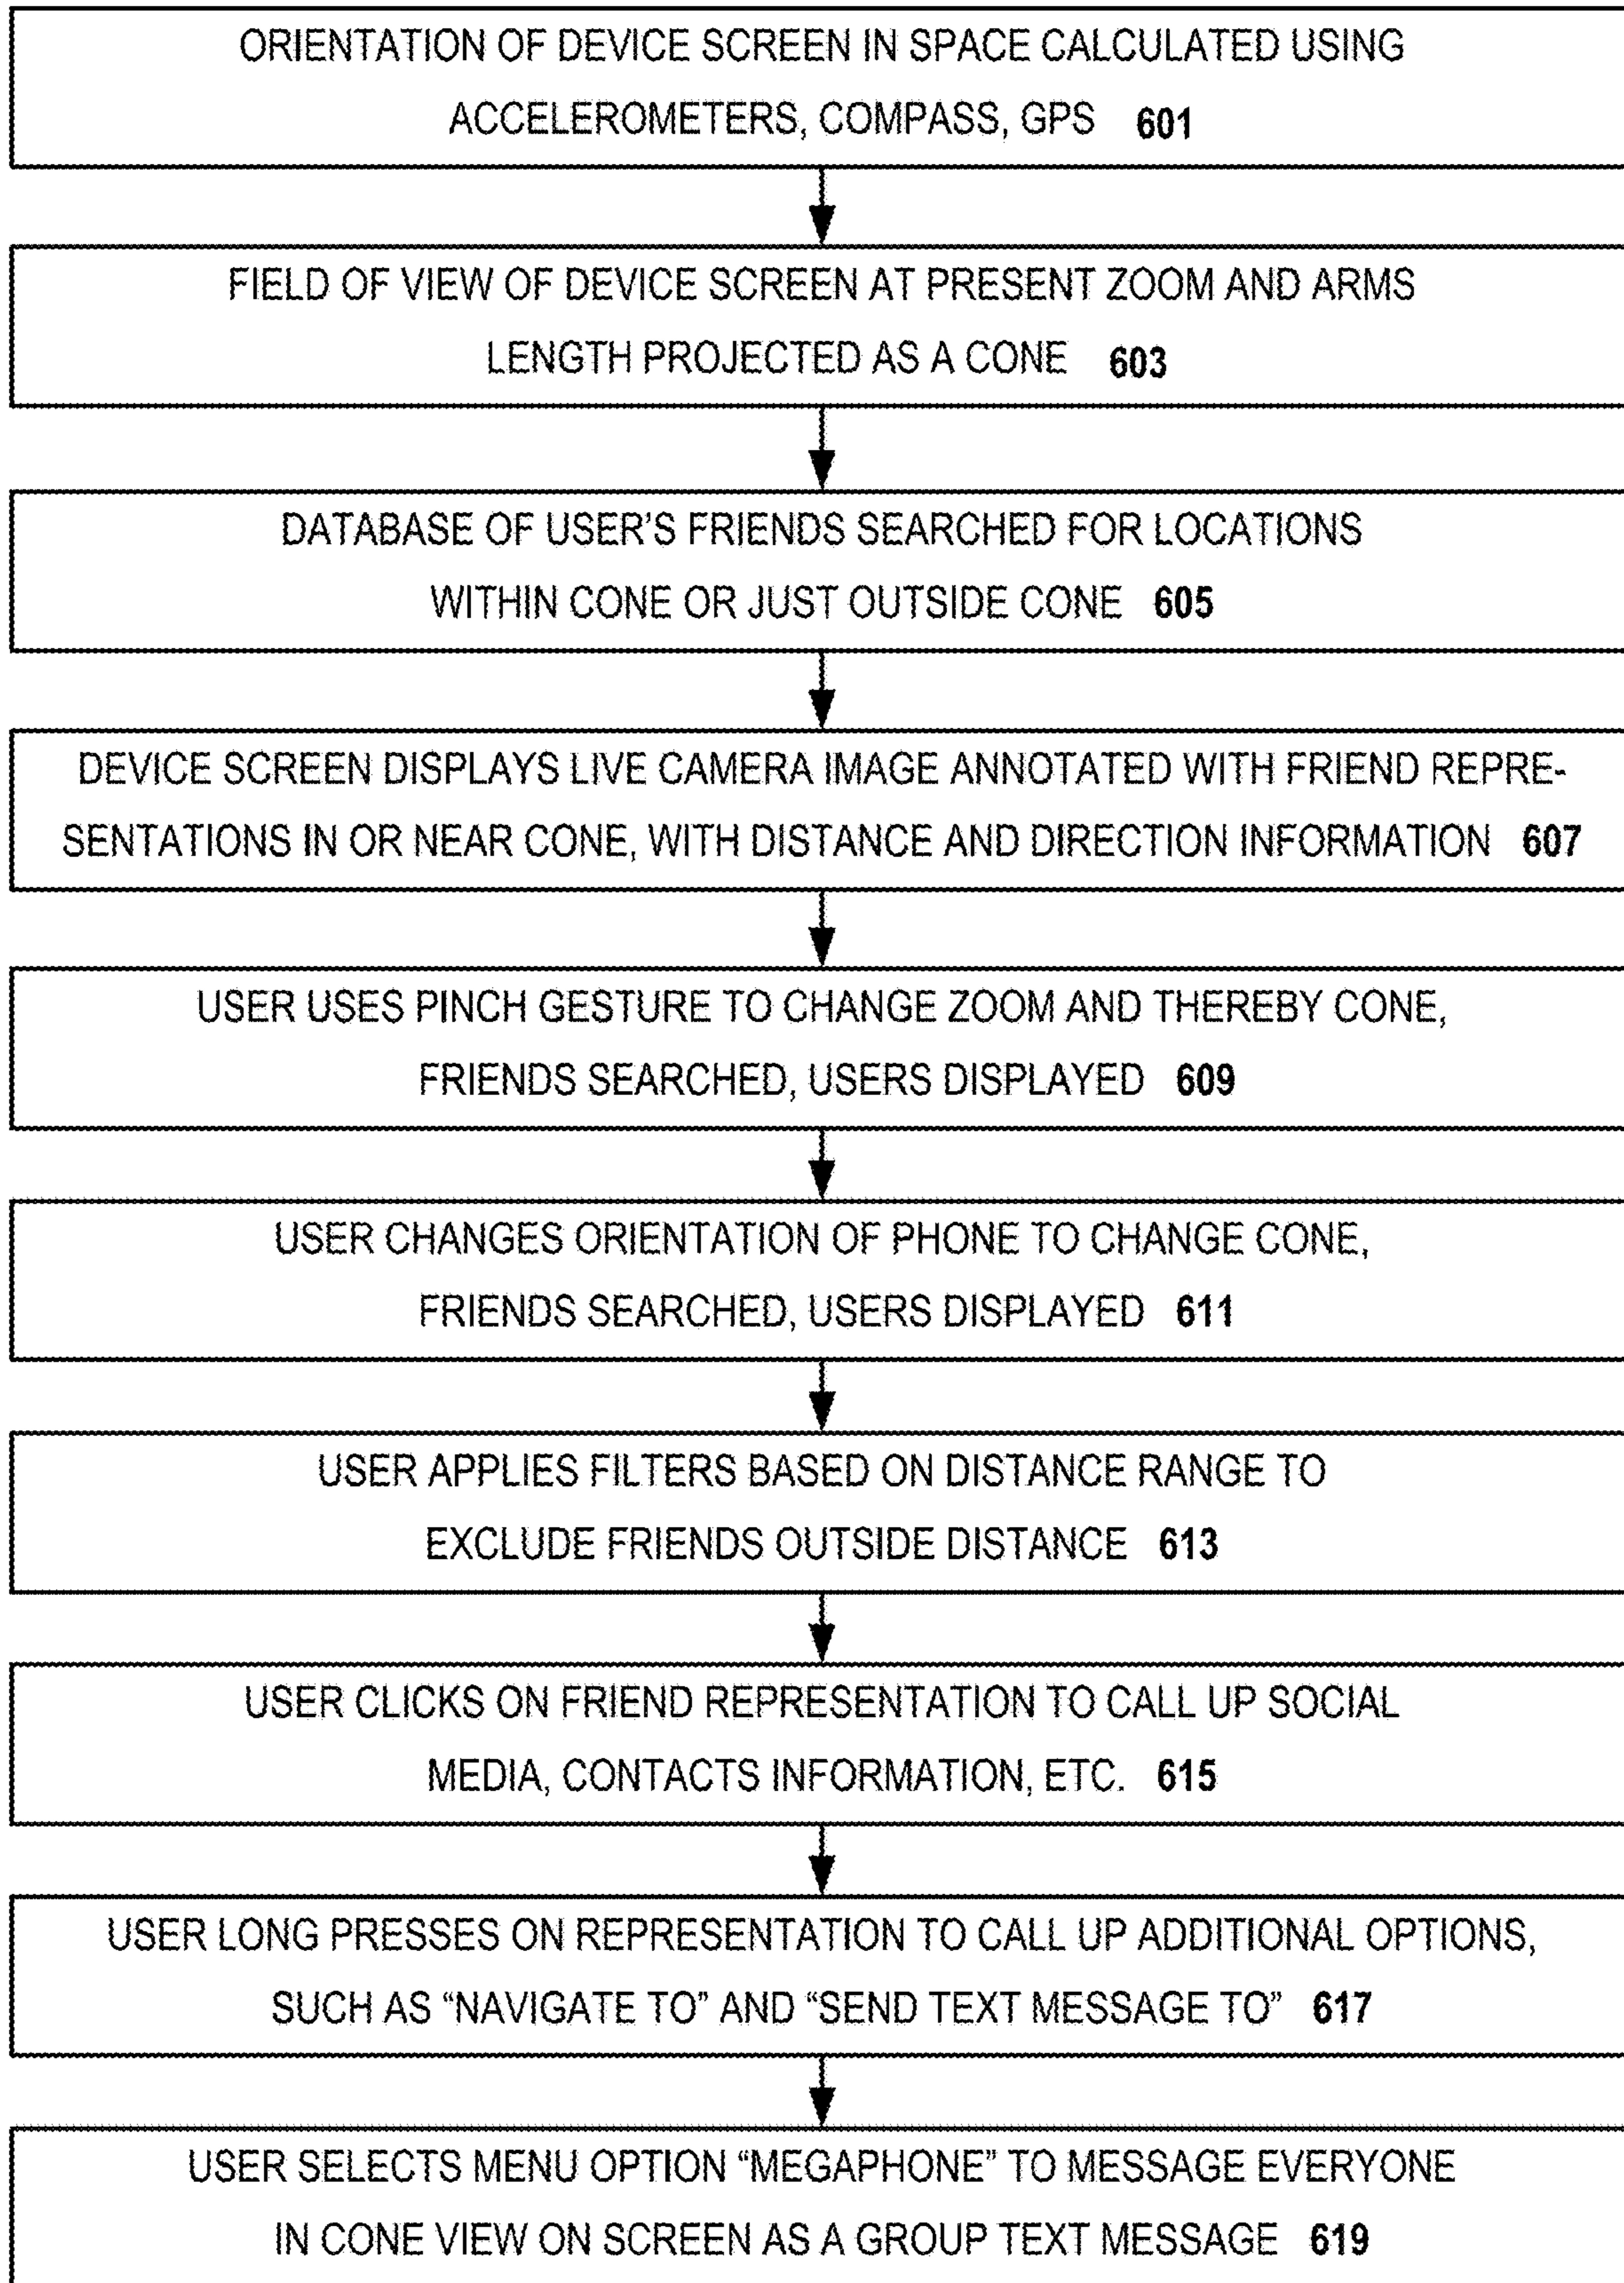 ORIENTATION OF DEVICE SCREEN IN SPACE CALCULATED USING
ACCELEROMETERS, COMPASS, GPS 601
FIELD OF VIEW OF DEVICE SCREEN AT PRESENT ZOOM AND ARMS
LENGTH PROJECTED AS A CONE 603
DATABASE OF USER'S FRIENDS SEARCHED FOR LOCATIONS
WITHIN CONE OR JUST OUTSIDE CONE 605
DEVICE SCREEN DISPLAYS LIVE CAMERA IMAGE ANNOTATED WITH FRIEND REPRE-
SENTATIONS IN OR NEAR CONE, WITH DISTANCE AND DIRECTION INFORMATION 607
USER USES PINCH GESTURE TO CHANGE ZOOM AND THEREBY CONE,
FRIENDS SEARCHED, USERS DISPLAYED 609
USER CHANGES ORIENTATION OF PHONE TO CHANGE CONE,
FRIENDS SEARCHED, USERS DISPLAYED 611
USER APPLIES FILTERS BASED ON DISTANCE RANGE TO
EXCLUDE FRIENDS OUTSIDE DISTANCE 613
USER CLICKS ON FRIEND REPRESENTATION TO CALL UP SOCIAL
MEDIA, CONTACTS INFORMATION, ETC. 615
USER LONG PRESSES ON REPRESENTATION TO CALL UP ADDITIONAL OPTIONS,
SUCH AS “NAVIGATE TO” AND “SEND TEXT MESSAGE TO” 617
USER SELECTS MENU OPTION “MEGAPHONE” TO MESSAGE EVERYONE
IN CONE VIEW ON SCREEN AS A GROUP TEXT MESSAGE 619